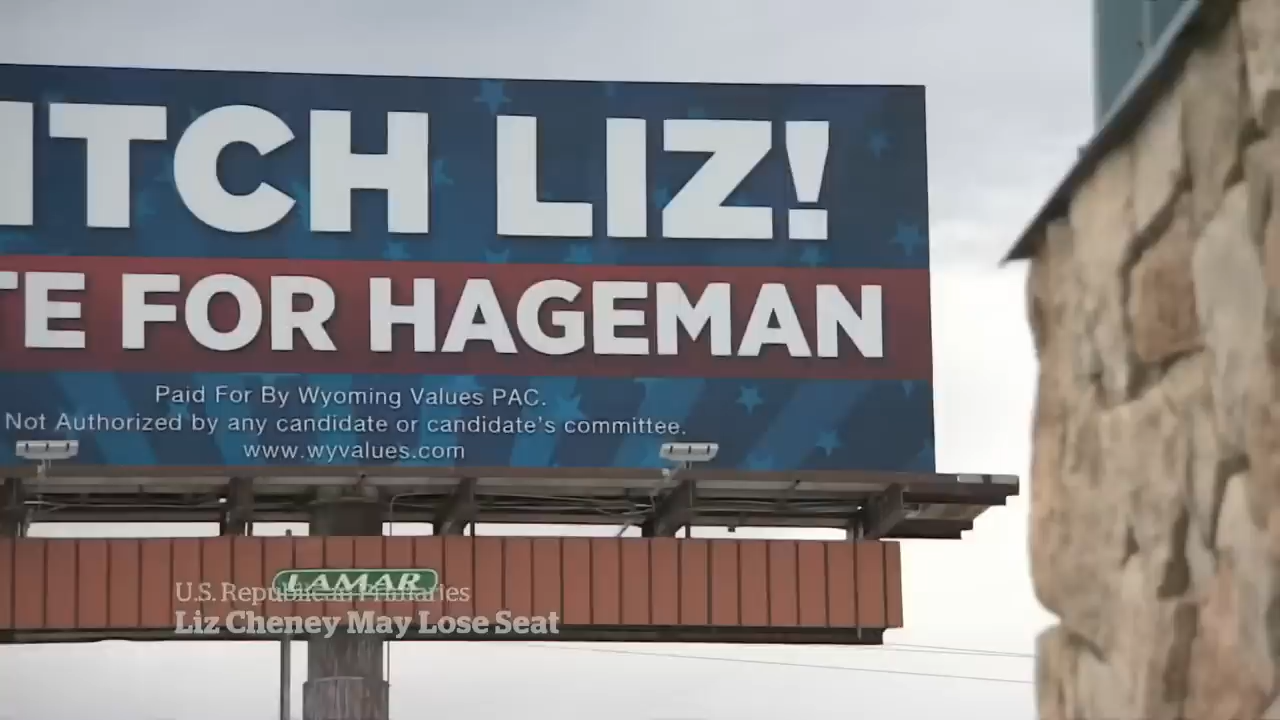 ITCH LIZ!
TE FOR HAGEMAN
Paid For By Wyoming Values PAC.
Not Authorized by any candidate or candidate's committee.
www.wyvalues.com
LAMAR
U.S. Republican Primaries
Liz Cheney May Lose Seat